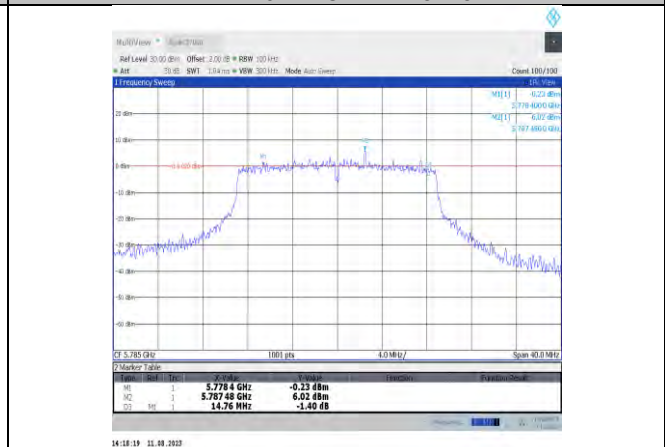 MultiView
Ref Level 30.00 dBm Offset 2.00 dB RBW 100 kHz
Att 30 dB SWT 1.04 ms VBW 300 kHz Mode Auto Sweep Count 100/100
1 Frequency Sweep
M1[1] -0.23 dBm
5.778 4000 GHz
M2[1] 6.02 dBm
5.787 4800 GHz
20 dBm
10 dBm
0 dBm
-10 dBm
-20 dBm
-30 dBm
-40 dBm
-50 dBm
-60 dBm
CF 5.785 GHz 1001 pts 4.0 MHz/ Span 40.0 MHz
2 Marker Table
Type Ref Trc X-Value Y-Value Function Function Result
M1 1 5.778 4 GHz -0.23 dBm
M2 1 5.787 48 GHz 6.02 dBm
D3 M1 1 14.76 MHz -1.40 dB
14:18:19 11.08.2023